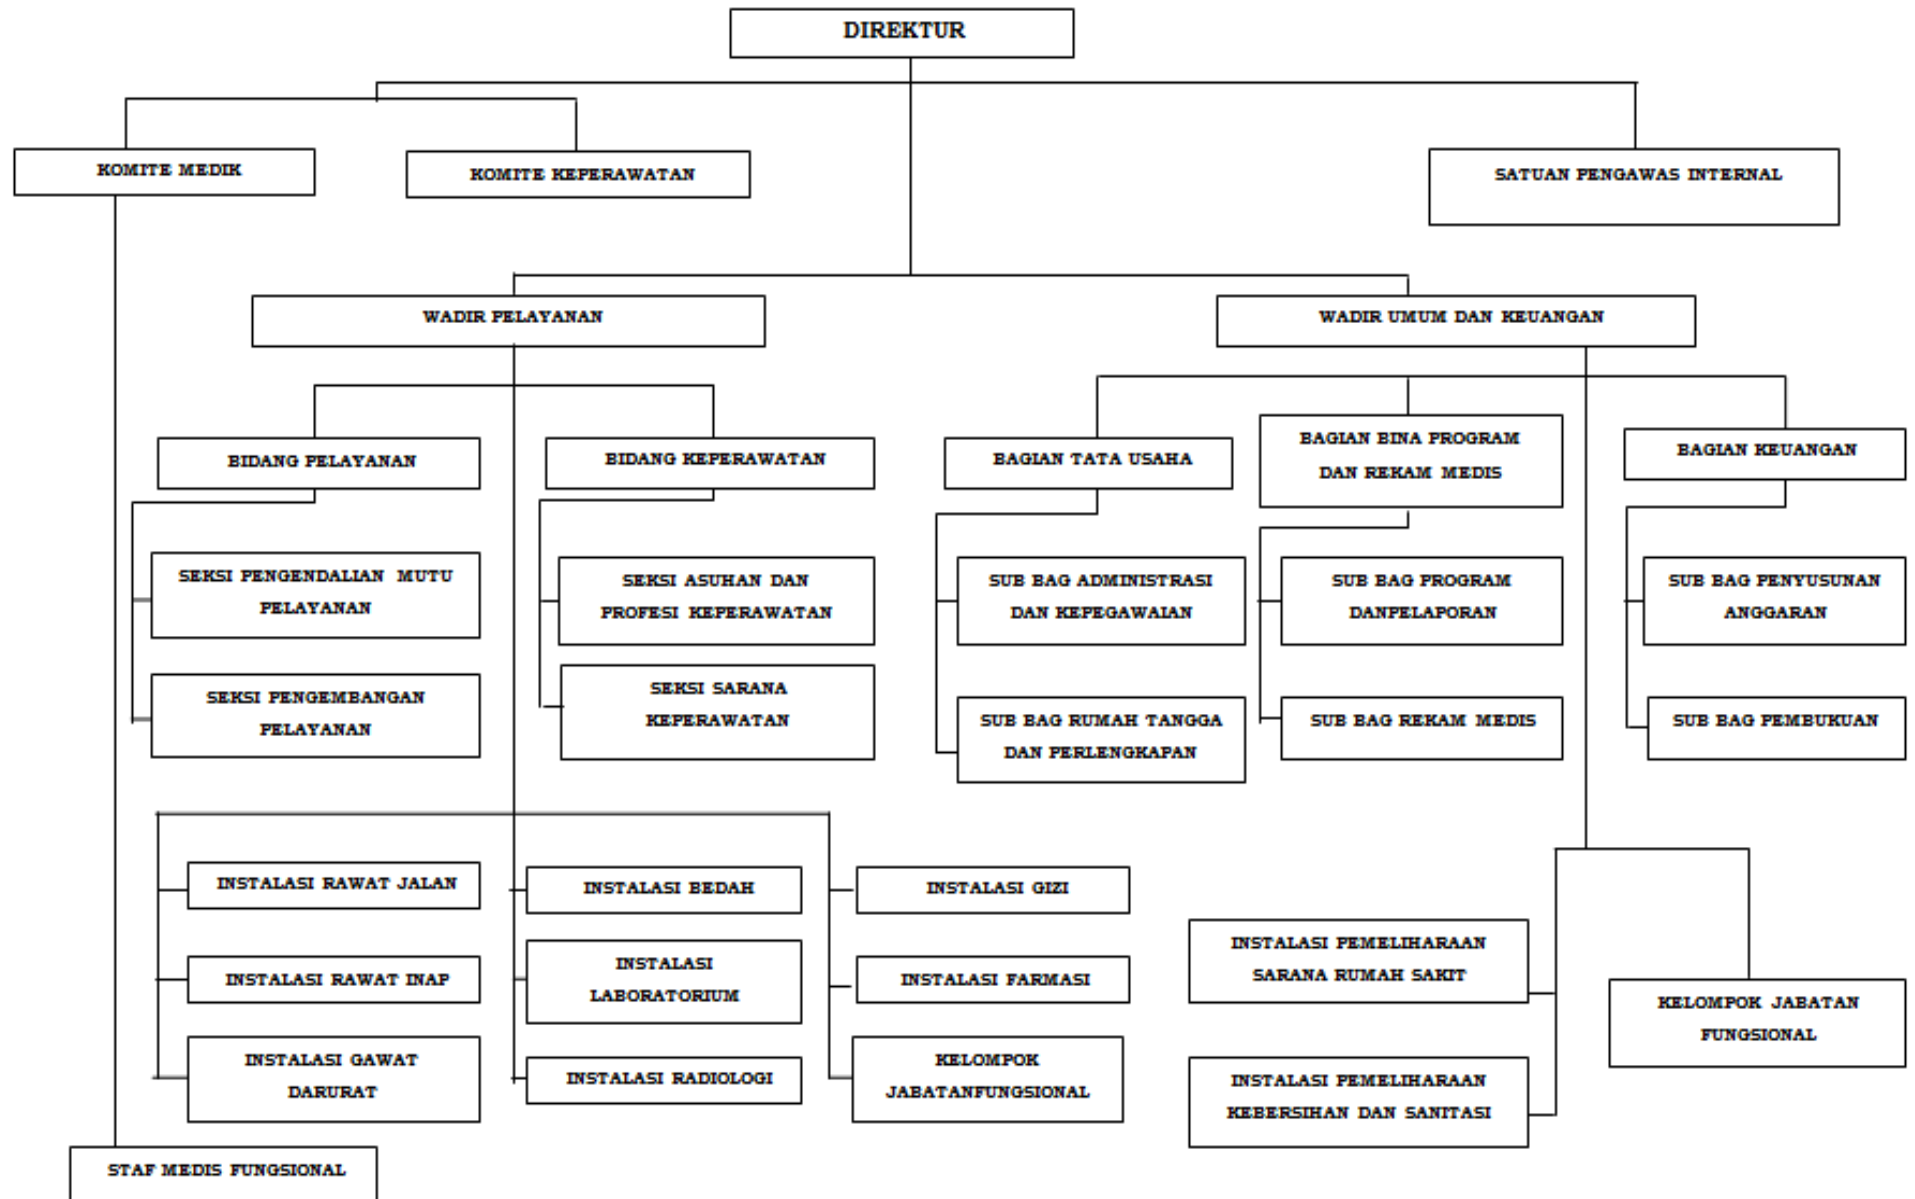 DIREKTUR
KOMITE MEDIK
KOMITE KEPERAWATAN
SATUAN PENGAWAS INTERNAL
WADIR PELAYANAN
WADIR UMUM DAN KEUANGAN
BIDANG PELAYANAN
BIDANG KEPERAWATAN
BAGIAN TATA USAHA
BAGIAN BINA PROGRAM
DAN REKAM MEDIS
BAGIAN KEUANGAN
SEKSI PENGENDALIAN MUTU
PELAYANAN
SEKSI ASUHAN DAN
PROFESI KEPERAWATAN
SUB BAG ADMINISTRASI
DAN KEPEGAWAIAN
SUB BAG PROGRAM
DANPELAPORAN
SUB BAG PENYUSUNAN
ANGGARAN
SEKSI PENGEMBANGAN
PELAYANAN
SEKSI SARANA
KEPERAWATAN
SUB BAG RUMAH TANGGA
DAN PERLENGKAPAN
SUB BAG REKAM MEDIS
SUB BAG PEMBUKUAN
INSTALASI RAWAT JALAN
INSTALASI BEDAH
INSTALASI GIZI
INSTALASI RAWAT INAP
INSTALASI
LABORATORIUM
INSTALASI FARMASI
INSTALASI PEMELIHARAAN
SARANA RUMAH SAKIT
KELOMPOK JABATAN
FUNGSIONAL
INSTALASI GAWAT
DARURAT
INSTALASI RADIOLOGI
KELOMPOK
JABATANFUNGSIONAL
INSTALASI PEMELIHARAAN
KEBERSIHAN DAN SANITASI
STAF MEDIS FUNGSIONAL